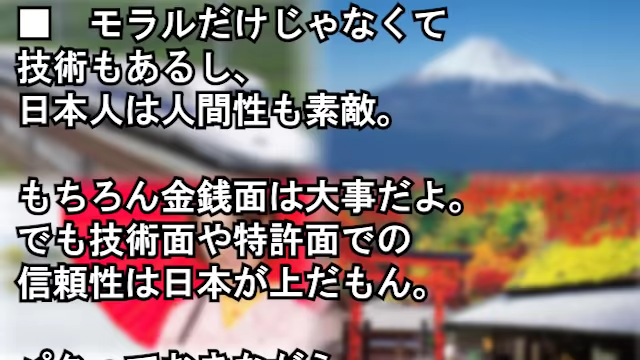 ■　モラルだけじゃなくて
技術もあるし、
日本人は人間性も素敵。
もちろん金銭面は大事だよ。
でも技術面や特許面での
信頼性は日本が上だもん。